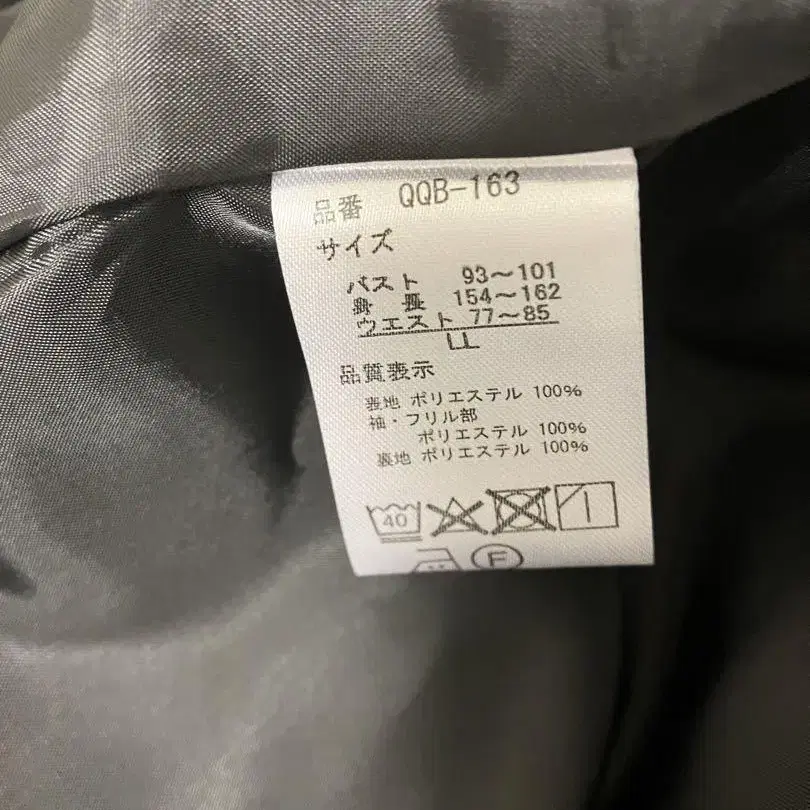 品番 QQB-163
サイズ
バスト 93～101
身長 154～162
ウエスト 77～85
LL
品質表示
表地 ポリエステル 100%
袖・フリル部
ポリエステル 100%
裏地 ポリエステル 100%
40
F